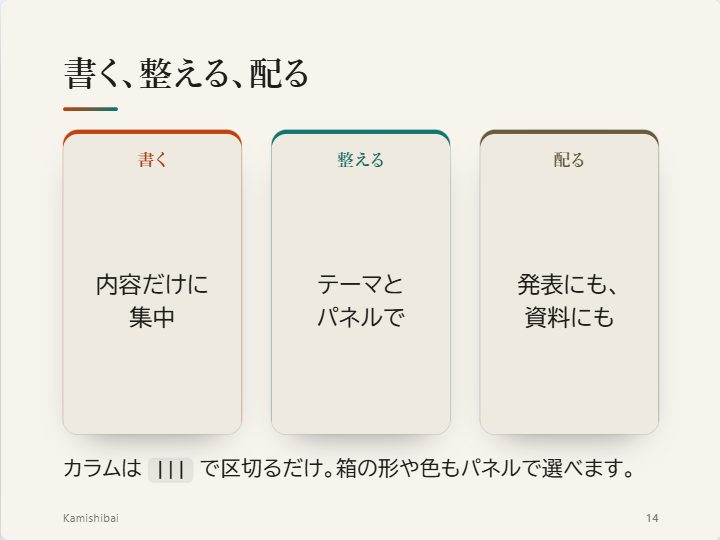 書く、整える、配る
書く
内容だけに
集中
整える
テーマと
パネルで
配る
発表にも、
資料にも
カラムは ||| で区切るだけ。箱の形や色もパネルで選べます。
Kamishibai
14